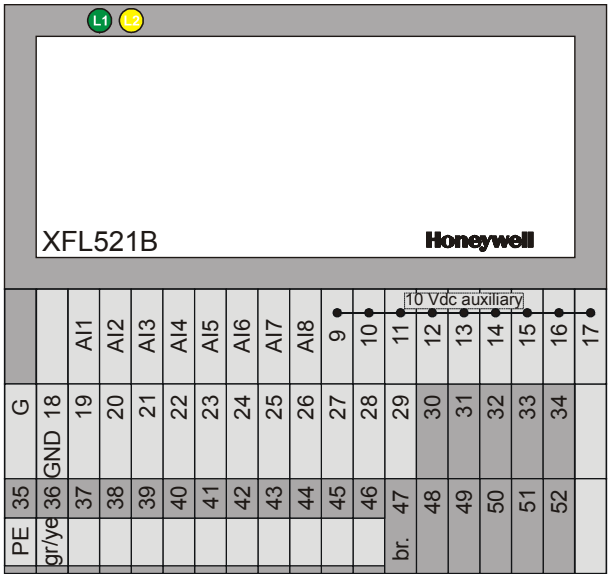 L1 L2
XFL521B Honeywell
10 Vdc auxiliary
AI1 AI2 AI3 AI4 AI5 AI6 AI7 AI8 9 10 11 12 13 14 15 16 17
G 18 19 20 21 22 23 24 25 26 27 28 29 30 31 32 33 34
GND
35 36 37 38 39 40 41 42 43 44 45 46 47 48 49 50 51 52
PE gr/ye br.